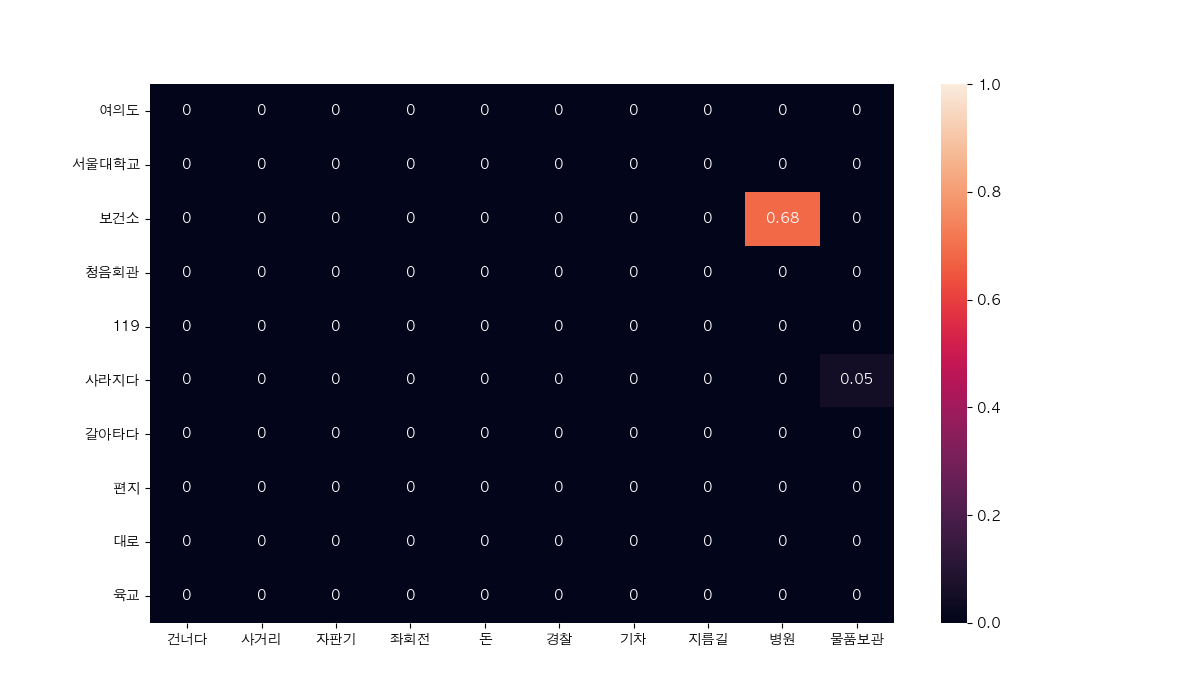 여의도 0 0 0 0 0 0 0 0 0 0
서울대학교 0 0 0 0 0 0 0 0 0 0
보건소 0 0 0 0 0 0 0 0 0.68 0
청음회관 0 0 0 0 0 0 0 0 0 0
119 0 0 0 0 0 0 0 0 0 0
사라지다 0 0 0 0 0 0 0 0 0 0.05
갈아타다 0 0 0 0 0 0 0 0 0 0
편지 0 0 0 0 0 0 0 0 0 0
대로 0 0 0 0 0 0 0 0 0 0
육교 0 0 0 0 0 0 0 0 0 0
건너다 사거리 자판기 좌회전 돈 경찰 기차 지름길 병원 물품보관
1.0
0.8
0.6
0.4
0.2
0.0